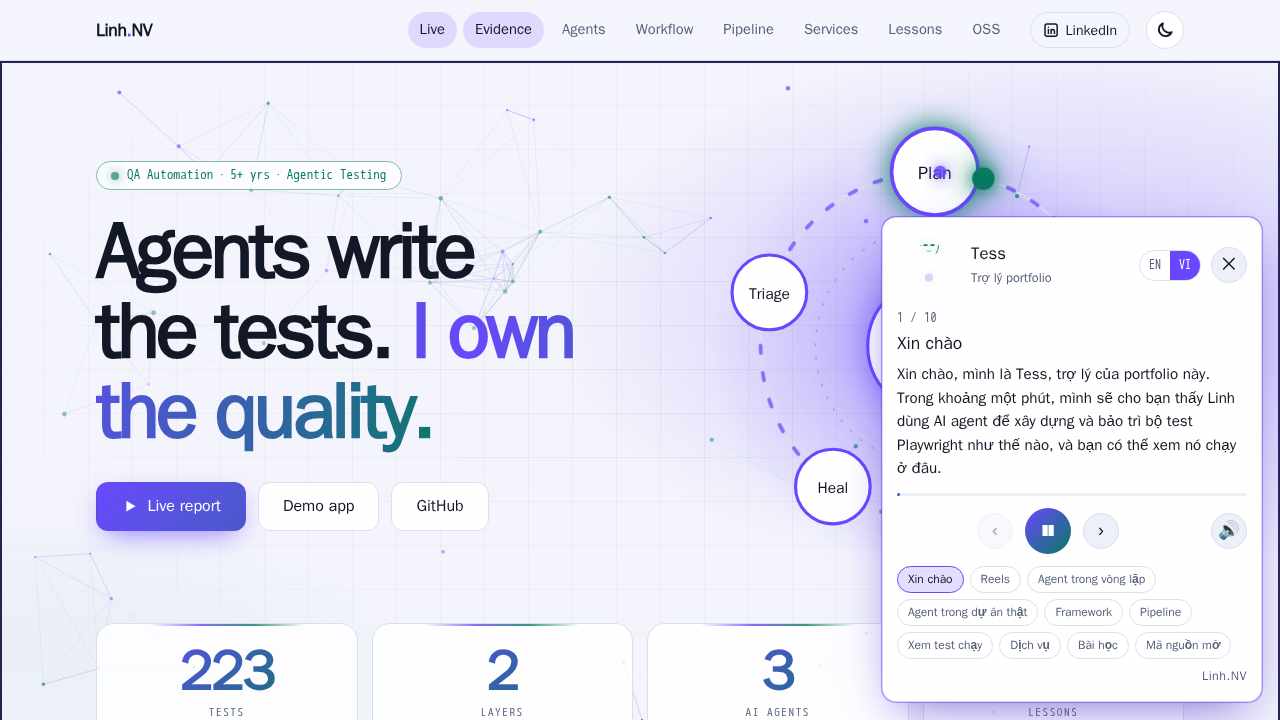 Linh.NV
Live
Evidence
Agents
Workflow
Pipeline
Services
Lessons
OSS
LinkedIn
QA Automation · 5+ yrs · Agentic Testing
Agents write
the tests. I own
the quality.
Live report
Demo app
GitHub
Plan
Triage
Heal
Tess
Trợ lý portfolio
EN
VI
1 / 10
Xin chào
Xin chào, mình là Tess, trợ lý của portfolio này.
Trong khoảng một phút, mình sẽ cho bạn thấy Linh
dùng AI agent để xây dựng và bảo trì bộ test
Playwright như thế nào, và bạn có thể xem nó chạy
ở đâu.
Xin chào
Reels
Agent trong vòng lặp
Agent trong dự án thật
Framework
Pipeline
Xem test chạy
Dịch vụ
Bài học
Mã nguồn mở
Linh.NV
223
TESTS
2
LAYERS
3
AI AGENTS
LESSONS